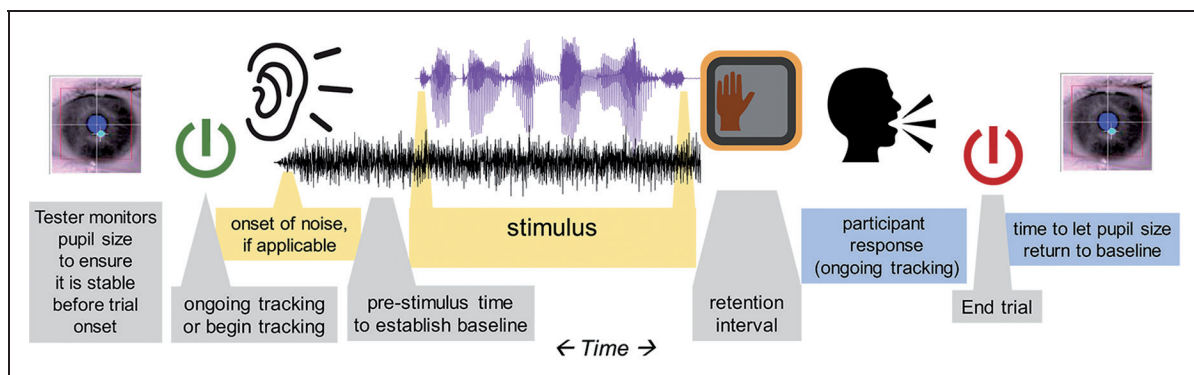 Tester monitors
pupil size
to ensure
it is stable
before trial
onset
ongoing tracking
or begin tracking
onset of noise,
if applicable
pre-stimulus time
to establish baseline
stimulus
retention
interval
participant
response
(ongoing tracking)
End trial
time to let pupil size
return to baseline
← Time →